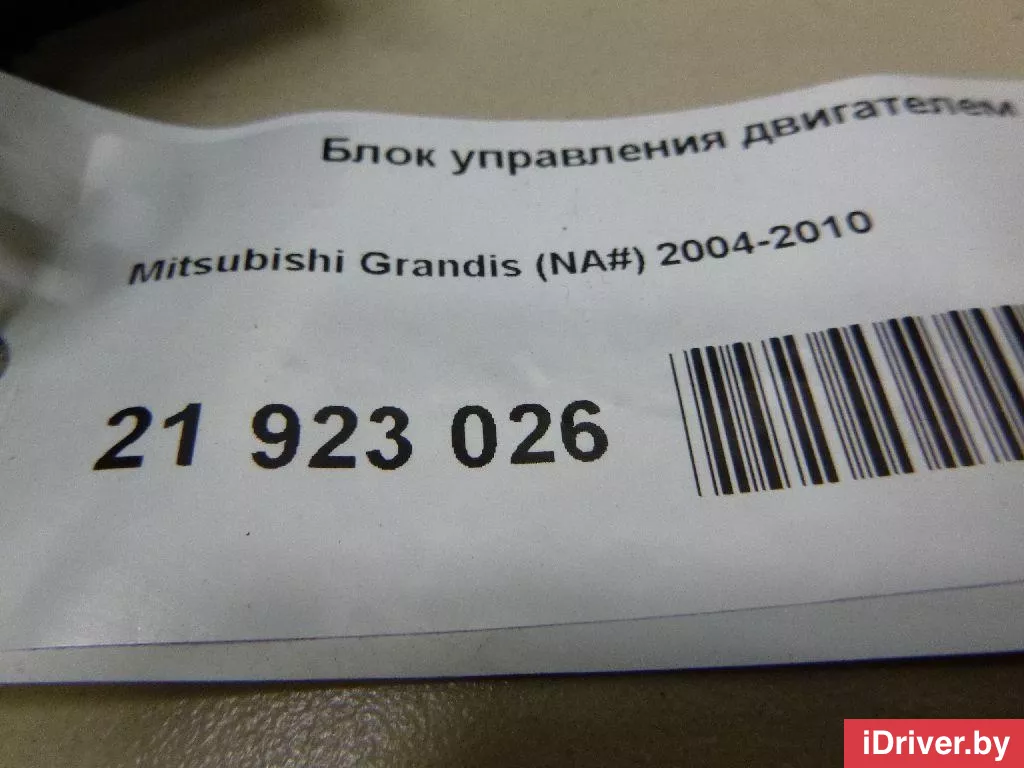 Блок управления двигателем
Mitsubishi Grandis (NA#) 2004-2010
21 923 026
iDriver.by